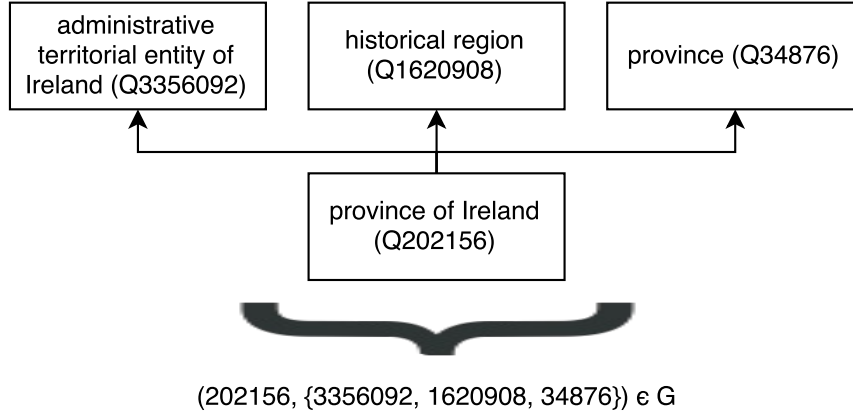 administrative
territorial entity of
Ireland (Q3356092)
historical region
(Q1620908)
province (Q34876)
province of Ireland
(Q202156)
(202156, {3356092, 1620908, 34876}) є G